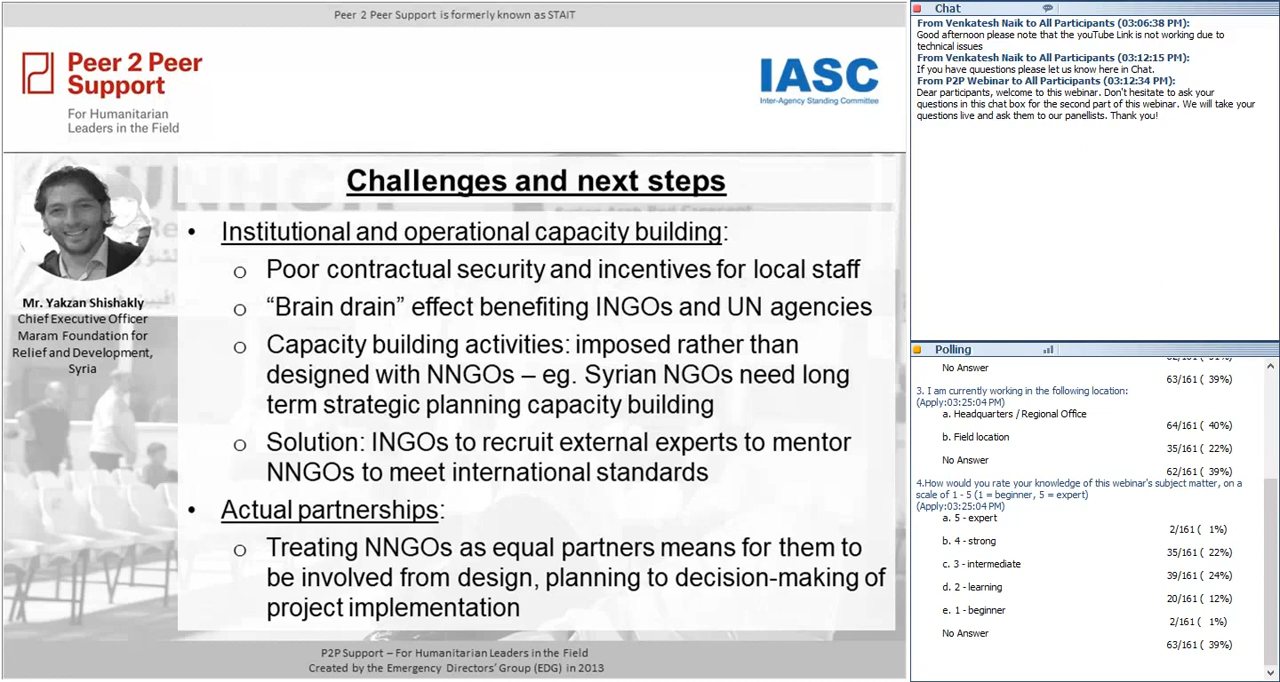 Peer 2 Peer Support is formerly known as STAIT
Peer 2 Peer
Support
For Humanitarian
Leaders in the Field
IASC
Inter-Agency Standing Committee
Mr. Yakzan Shishakly
Chief Executive Officer
Maram Foundation for
Relief and Development,
Syria
Challenges and next steps
• Institutional and operational capacity building:
o Poor contractual security and incentives for local staff
o “Brain drain” effect benefiting INGOs and UN agencies
o Capacity building activities: imposed rather than
designed with NNGOs – eg. Syrian NGOs need long
term strategic planning capacity building
o Solution: INGOs to recruit external experts to mentor
NNGOs to meet international standards
• Actual partnerships:
o Treating NNGOs as equal partners means for them to
be involved from design, planning to decision-making of
project implementation
P2P Support – For Humanitarian Leaders in the Field
Created by the Emergency Directors’ Group (EDG) in 2013
Chat
From Venkatesh Naik to All Participants (03:06:38 PM):
Good afternoon please note that the youTube Link is not working due to
technical issues
From Venkatesh Naik to All Participants (03:12:15 PM):
If you have quuestions please let us know here in Chat.
From P2P Webinar to All Participants (03:12:34 PM):
Dear participants, welcome to this webinar. Don't hesitate to ask your
questions in this chat box for the second part of this webinar. We will take your
questions live and ask them to our panellists. Thank you!
Polling
No Answer
63/161 ( 39%)
3. I am currently working in the following location:
(Apply:03:25:04 PM)
a. Headquarters / Regional Office
64/161 ( 40%)
b. Field location
35/161 ( 22%)
No Answer
62/161 ( 39%)
4.How would you rate your knowledge of this webinar's subject matter, on a
scale of 1 - 5 (1 = beginner, 5 = expert)
(Apply:03:25:04 PM)
a. 5 - expert
2/161 ( 1%)
b. 4 - strong
35/161 ( 22%)
c. 3 - intermediate
39/161 ( 24%)
d. 2 - learning
20/161 ( 12%)
e. 1 - beginner
2/161 ( 1%)
No Answer
63/161 ( 39%)